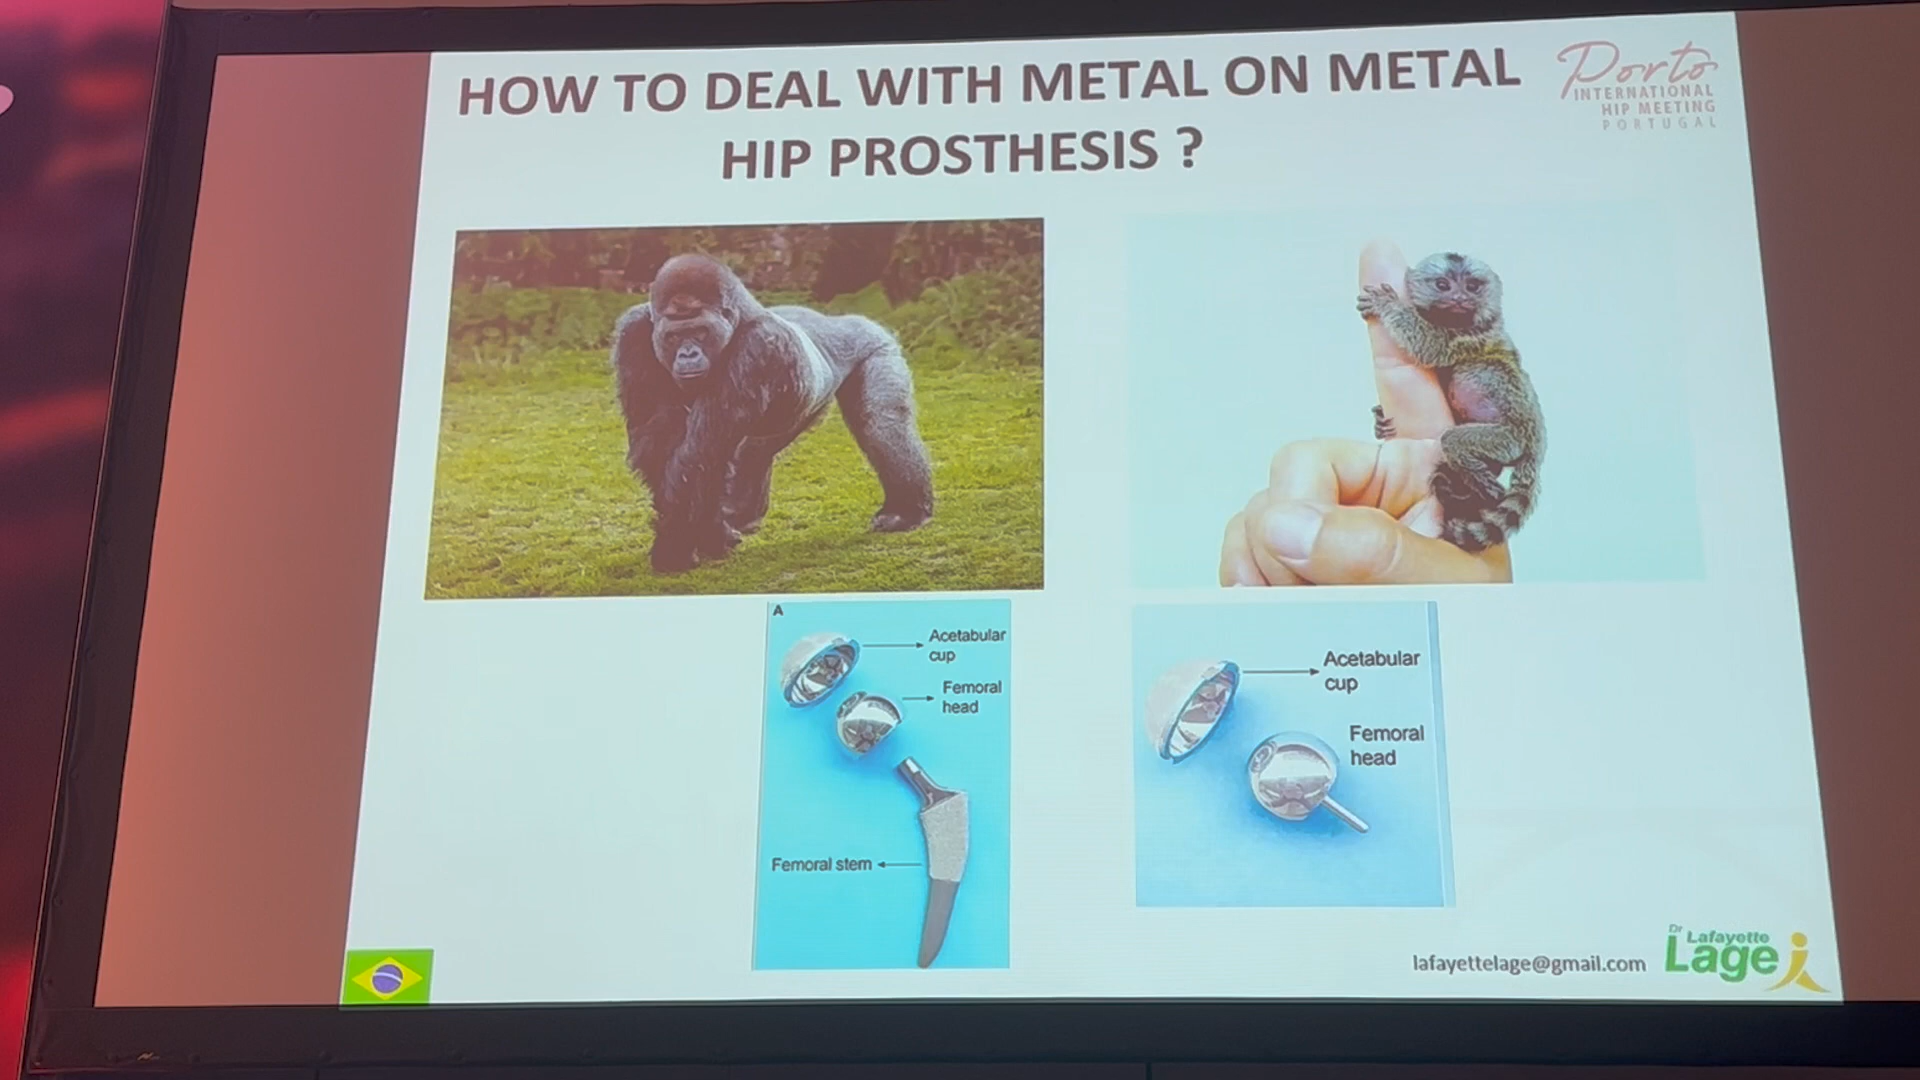 HOW TO DEAL WITH METAL ON METAL
HIP PROSTHESIS ?
Porto
INTERNATIONAL
HIP MEETING
PORTUGAL
A
Acetabular
cup
Femoral
head
Femoral stem
Acetabular
cup
Femoral
head
lafayettelage@gmail.com
Dr Lafayette
Lage